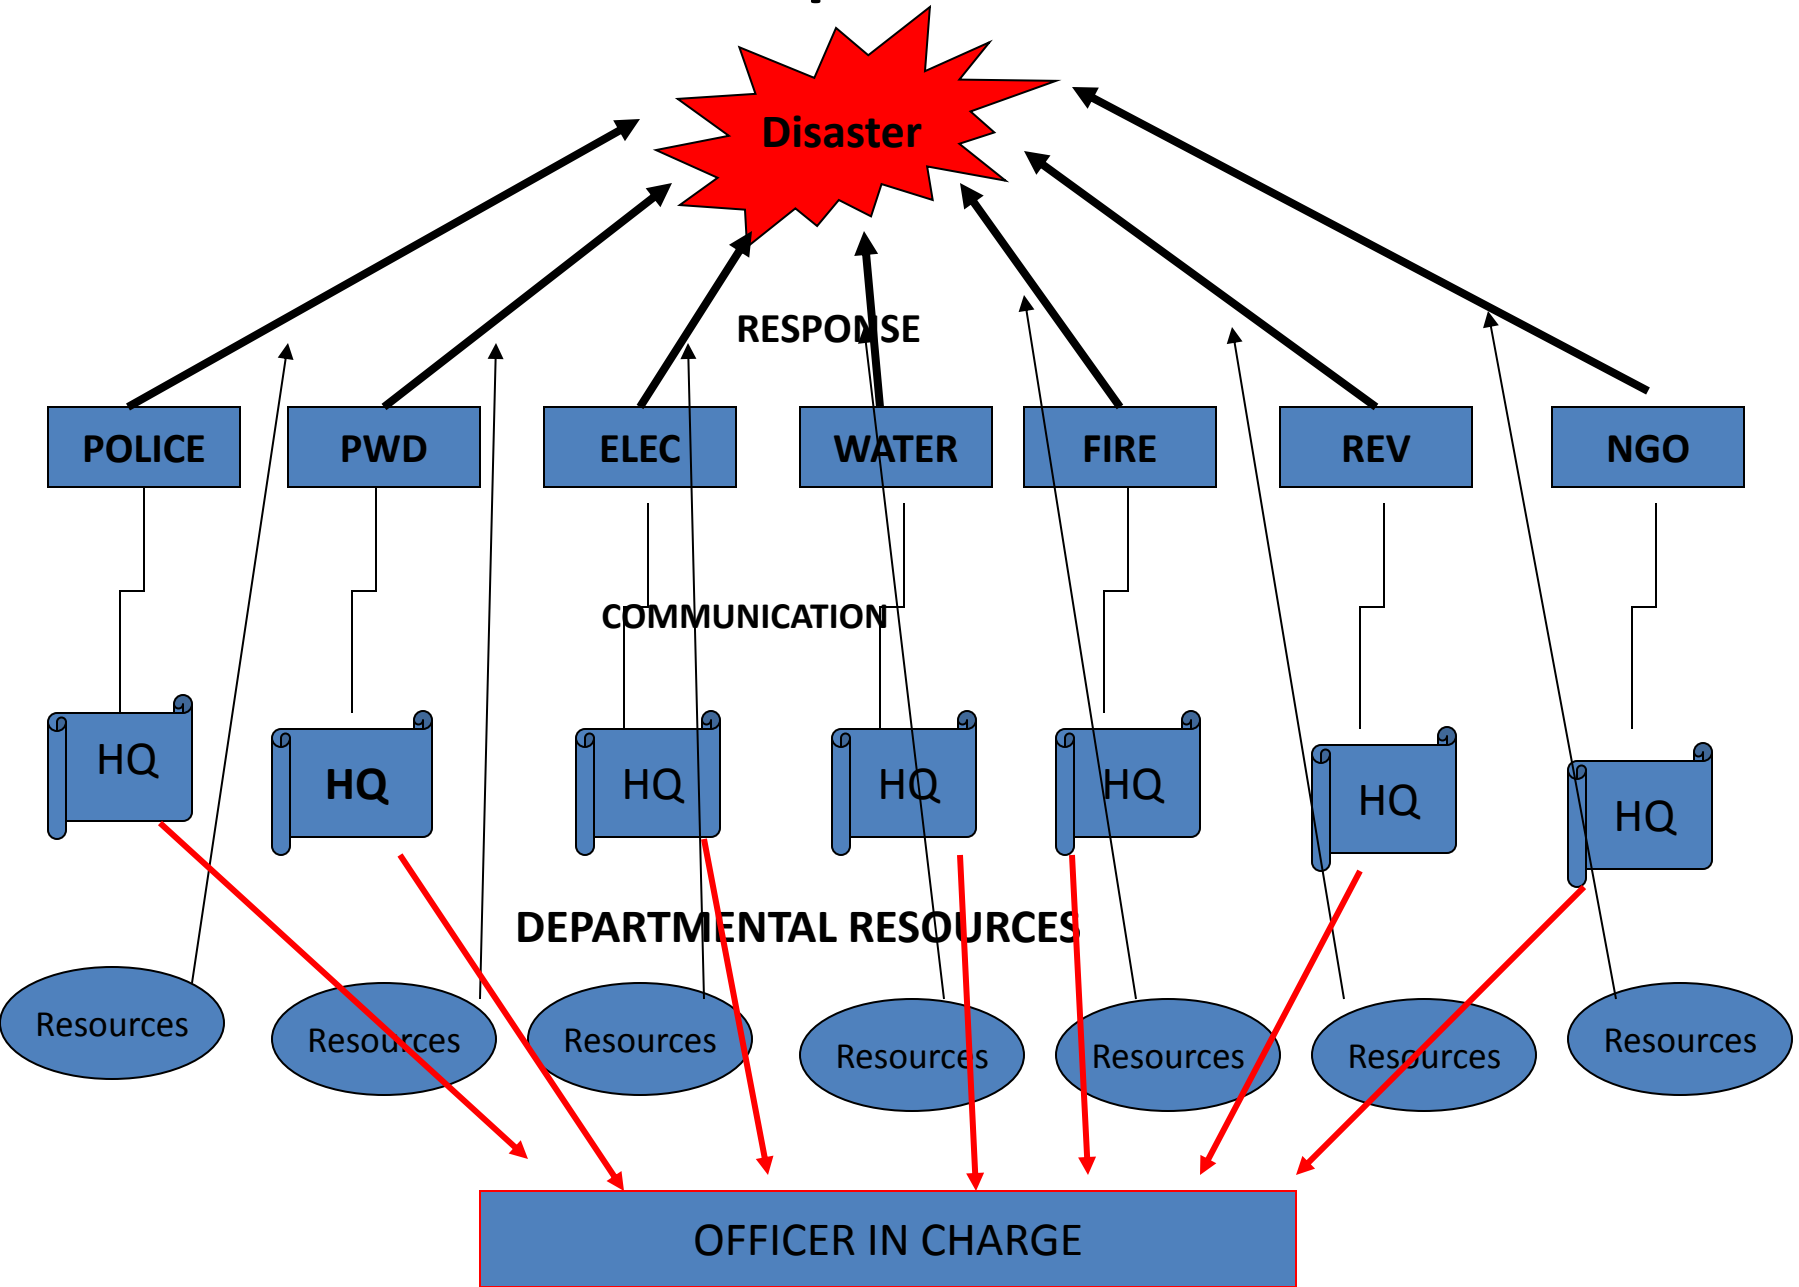 Disaster
RESPONSE
POLICE
PWD
ELEC
WATER
FIRE
REV
NGO
COMMUNICATION
HQ
HQ
HQ
HQ
HQ
HQ
HQ
DEPARTMENTAL RESOURCES
Resources
Resources
Resources
Resources
Resources
Resources
Resources
OFFICER IN CHARGE